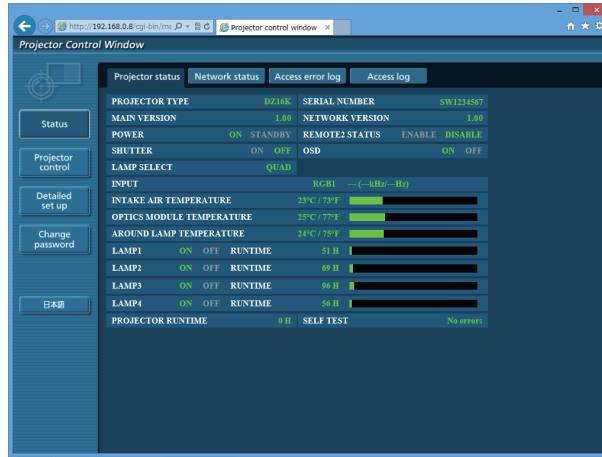 http://192.168.0.8/cgi-bin/ma
Projector control window ×
Projector Control Window
Projector status Network status Access error log Access log
Status
Projector control
Detailed set up
Change password
日本語
PROJECTOR TYPE DZ16K SERIAL NUMBER SW1234567
MAIN VERSION 1.00 NETWORK VERSION 1.00
POWER ON STANDBY REMOTE2 STATUS ENABLE DISABLE
SHUTTER ON OFF OSD ON OFF
LAMP SELECT QUAD
INPUT RGB1 --- (---kHz/---Hz)
INTAKE AIR TEMPERATURE 23°C / 73°F
OPTICS MODULE TEMPERATURE 25°C / 77°F
AROUND LAMP TEMPERATURE 24°C / 75°F
LAMP1 ON OFF RUNTIME 51 H
LAMP2 ON OFF RUNTIME 69 H
LAMP3 ON OFF RUNTIME 96 H
LAMP4 ON OFF RUNTIME 56 H
PROJECTOR RUNTIME 0 H SELF TEST No errors